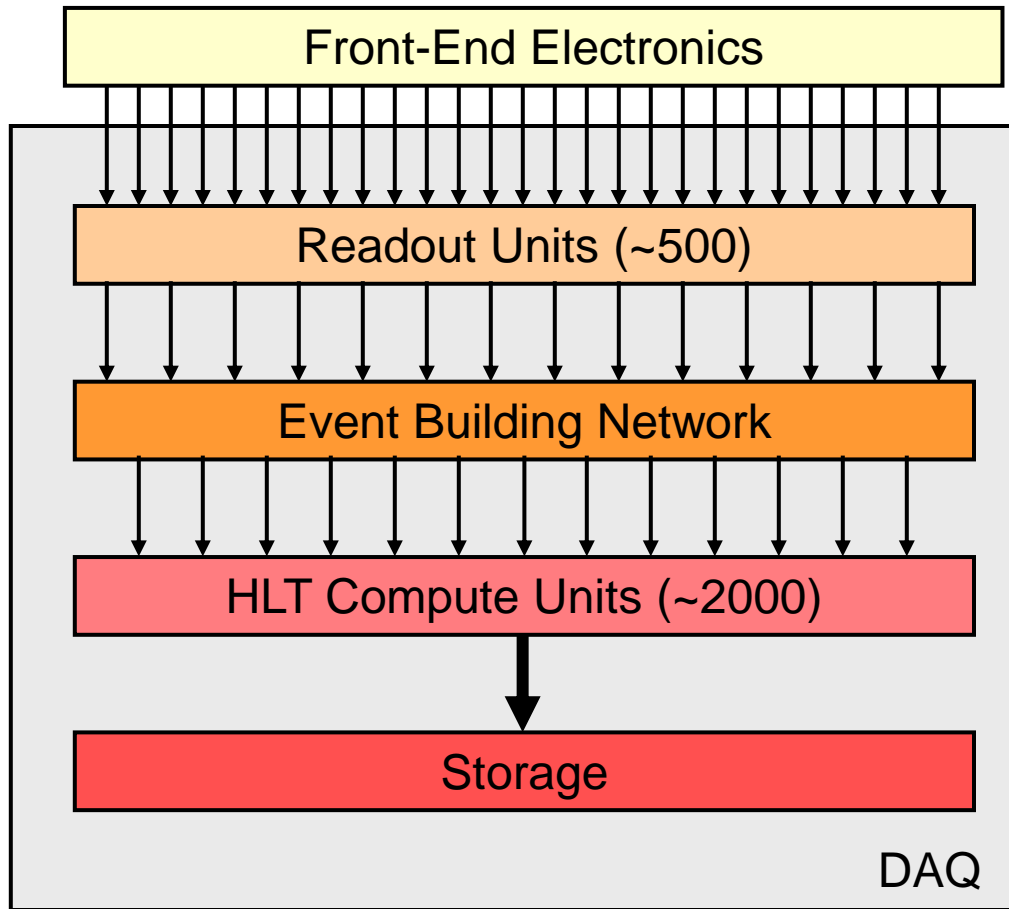 Front-End Electronics
Readout Units (~500)
Event Building Network
HLT Compute Units (~2000)
Storage
DAQ